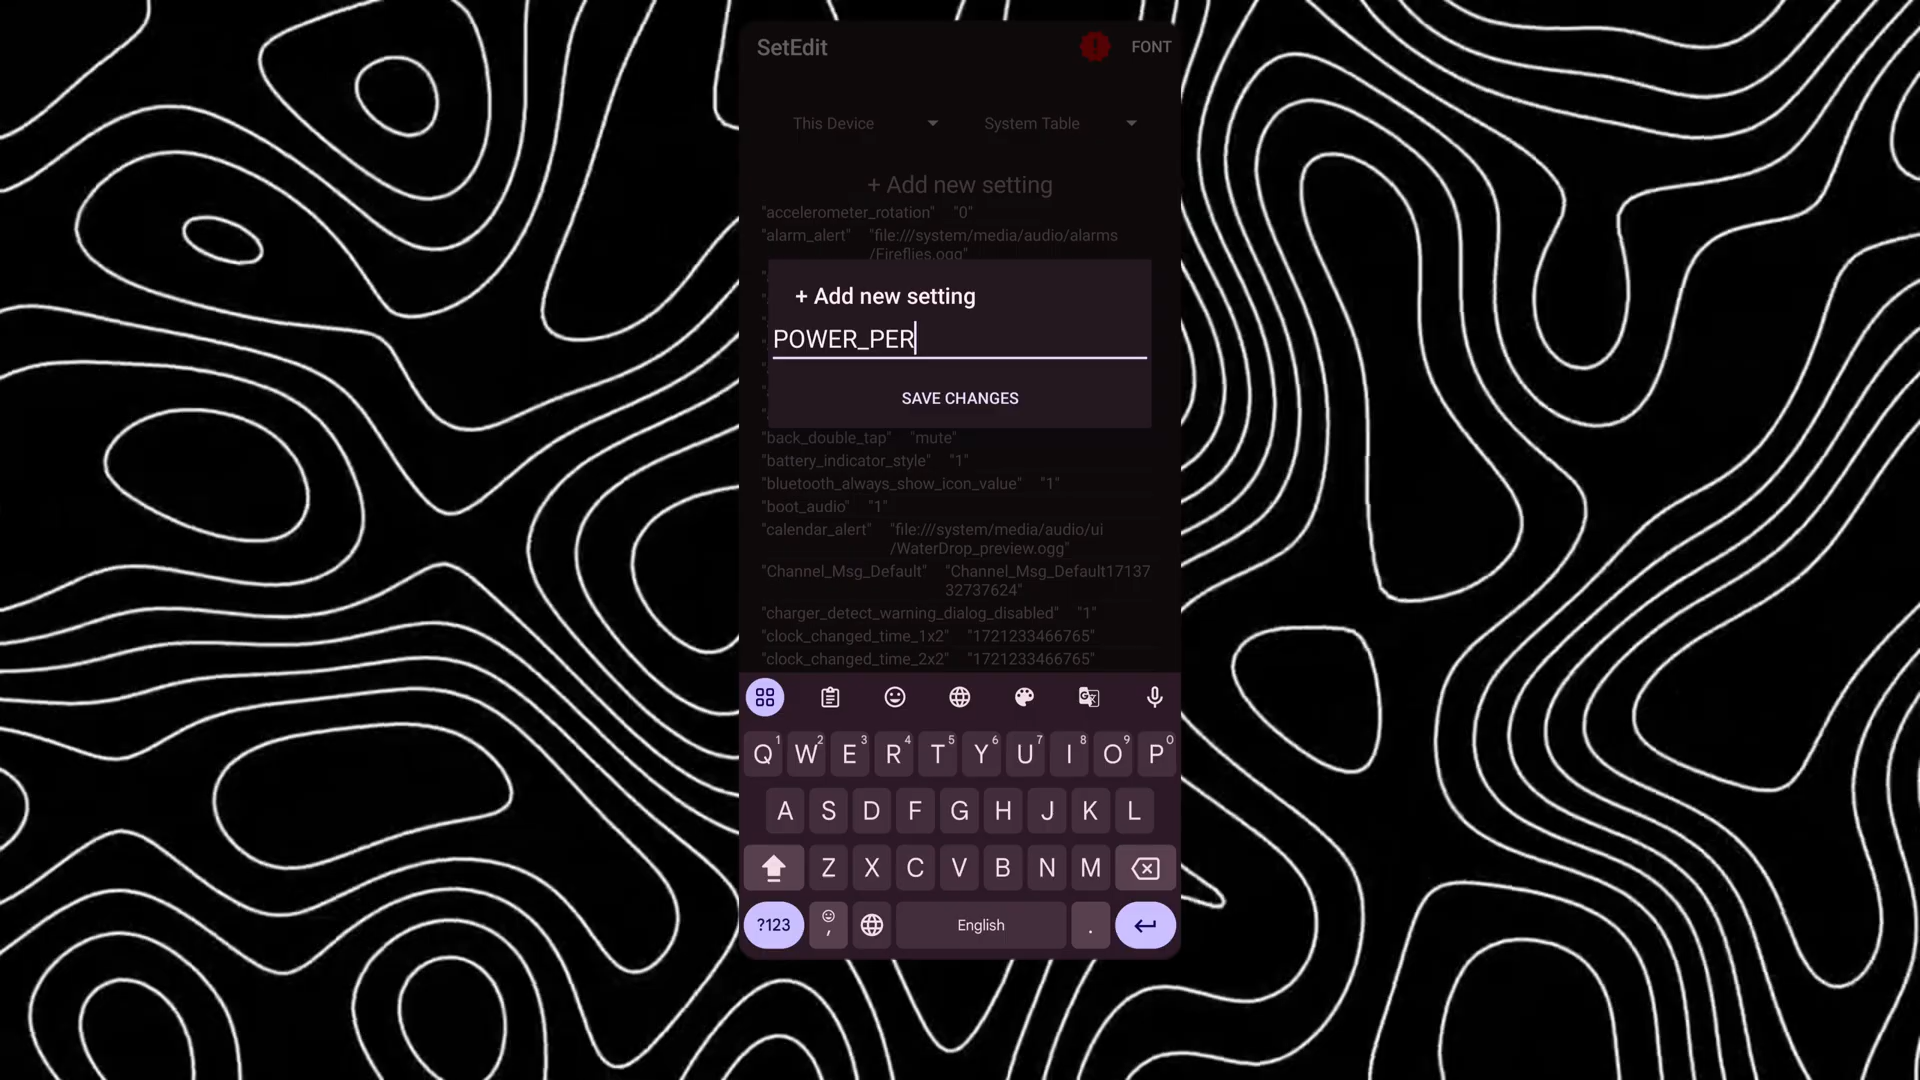 SetEdit
FONT
This Device
System Table
+ Add new setting
"accelerometer_rotation" "0"
"alarm_alert" "file:///system/media/audio/alarms
/Fireflies.ogg"
+ Add new setting
POWER_PER
SAVE CHANGES
"back_double_tap" "mute"
"battery_indicator_style" "1"
"bluetooth_always_show_icon_value" "1"
"boot_audio" "1"
"calendar_alert" "file:///system/media/audio/ui
/WaterDrop_preview.ogg"
"Channel_Msg_Default" "Channel_Msg_Default17137
32737624"
"charger_detect_warning_dialog_disabled" "1"
"clock_changed_time_1x2" "1721233466765"
"clock_changed_time_2x2" "1721233466765"
Q1 W2 E3 R4 T5 Y6 U7 I8 O9 P0
A S D F G H J K L
Z X C V B N M
?123 , English .